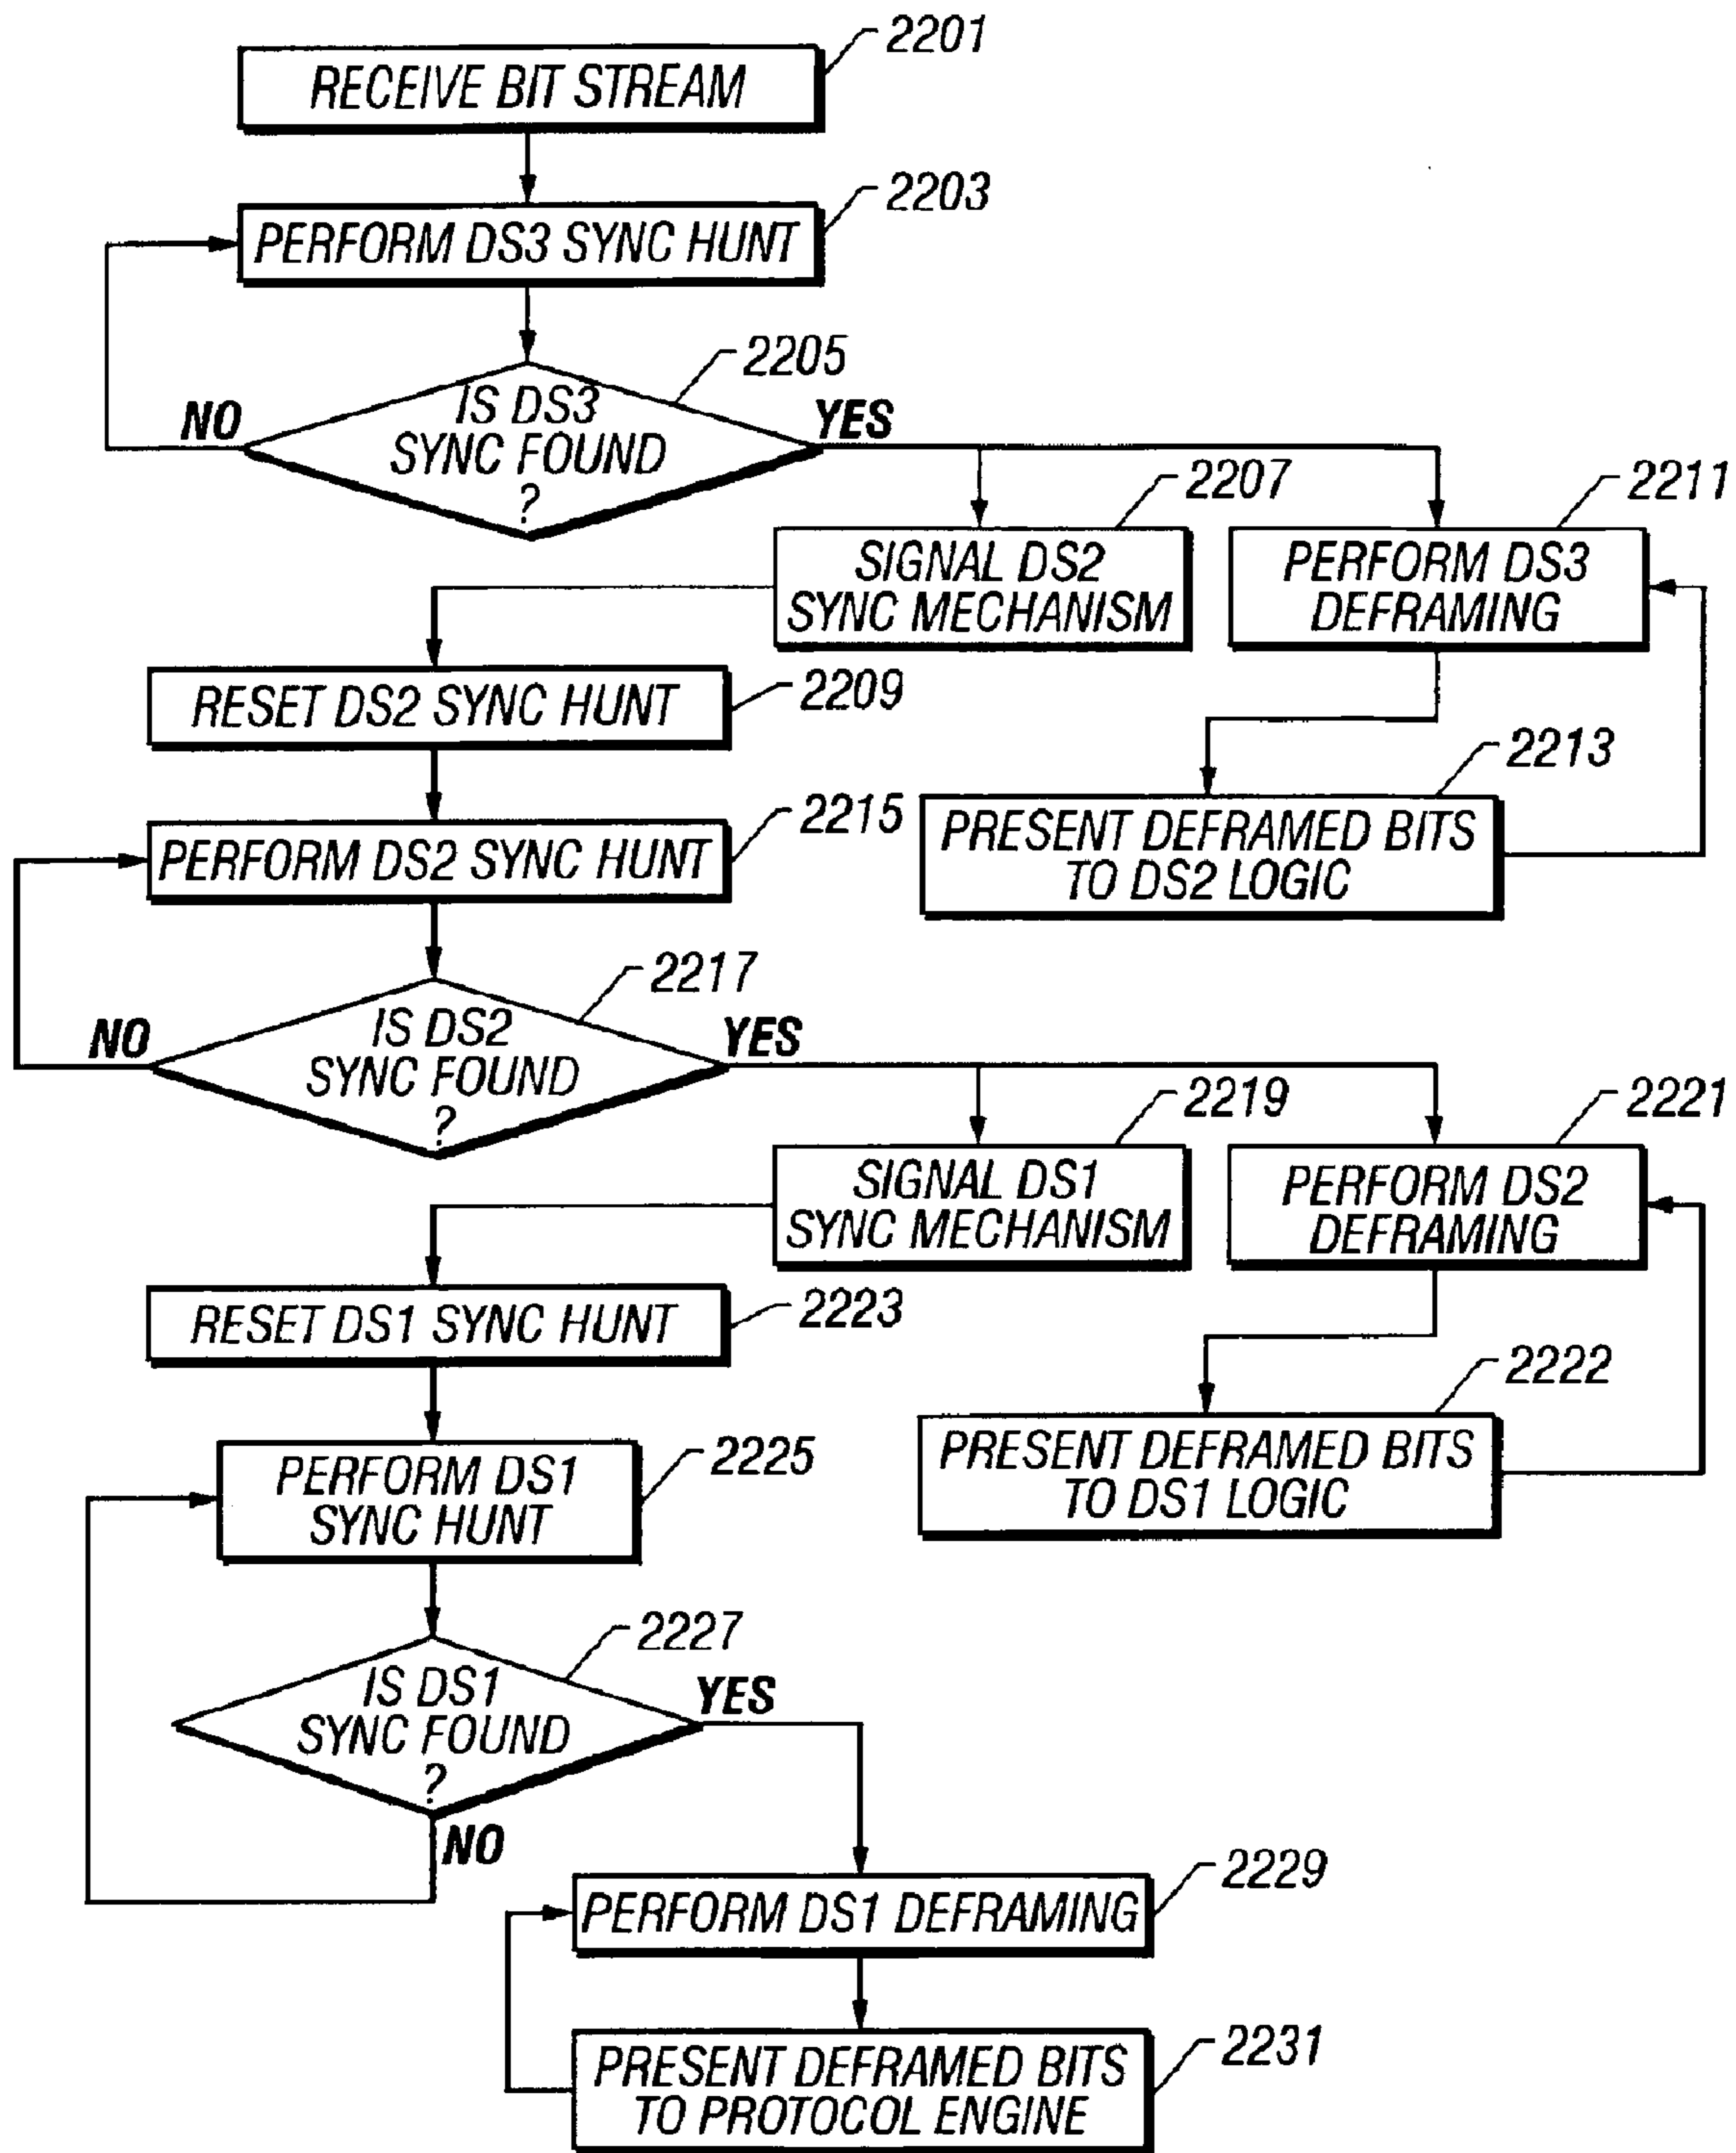 2201
RECEIVE BIT STREAM
2203
PERFORM DS3 SYNC HUNT
2205
IS DS3
SYNC FOUND
?
NO
YES
2207
SIGNAL DS2
SYNC MECHANISM
2211
PERFORM DS3
DEFRAMING
2209
RESET DS2 SYNC HUNT
2213
PRESENT DEFRAMED BITS
TO DS2 LOGIC
2215
PERFORM DS2 SYNC HUNT
2217
IS DS2
SYNC FOUND
?
NO
YES
2219
SIGNAL DS1
SYNC MECHANISM
2221
PERFORM DS2
DEFRAMING
2223
RESET DS1 SYNC HUNT
2222
PRESENT DEFRAMED BITS
TO DS1 LOGIC
2225
PERFORM DS1
SYNC HUNT
2227
IS DS1
SYNC FOUND
?
YES
NO
2229
PERFORM DS1 DEFRAMING
2231
PRESENT DEFRAMED BITS
TO PROTOCOL ENGINE